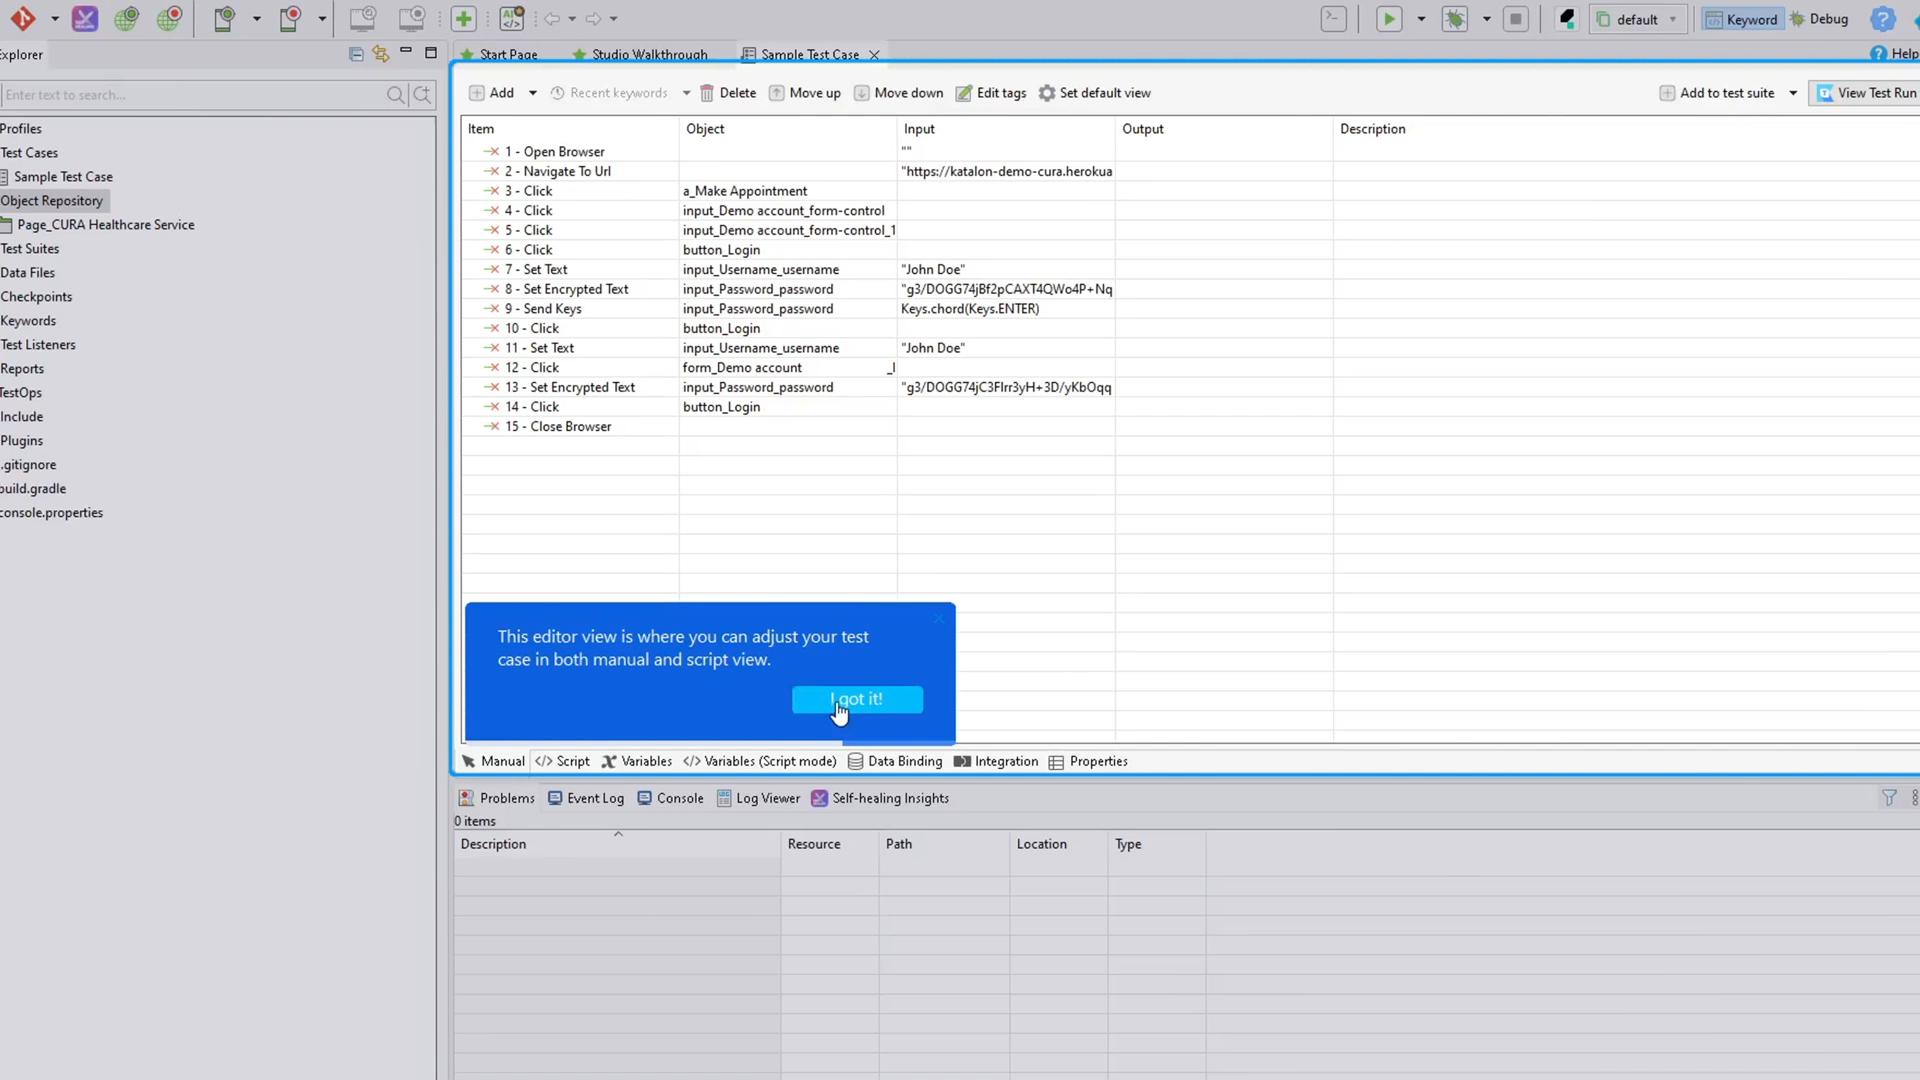 default
Keyword
Debug
xplorer
Start Page
Studio Walkthrough
Sample Test Case
Help
Enter text to search...
Add
Recent keywords
Delete
Move up
Move down
Edit tags
Set default view
Add to test suite
View Test Run
Profiles
Test Cases
Sample Test Case
Object Repository
Page_CURA Healthcare Service
Test Suites
Data Files
Checkpoints
Keywords
Test Listeners
Reports
TestOps
Include
Plugins
.gitignore
build.gradle
console.properties
Item Object Input Output Description
1 - Open Browser ""
2 - Navigate To Url "https://katalon-demo-cura.herokua
3 - Click a_Make Appointment
4 - Click input_Demo account_form-control
5 - Click input_Demo account_form-control_1
6 - Click button_Login
7 - Set Text input_Username_username "John Doe"
8 - Set Encrypted Text input_Password_password "g3/DOGG74jBf2pCAXT4QWo4P+Nq
9 - Send Keys input_Password_password Keys.chord(Keys.ENTER)
10 - Click button_Login
11 - Set Text input_Username_username "John Doe"
12 - Click form_Demo account _l
13 - Set Encrypted Text input_Password_password "g3/DOGG74jC3FIrr3yH+3D/yKbOqq
14 - Click button_Login
15 - Close Browser
This editor view is where you can adjust your test
case in both manual and script view.
I got it!
Manual
Script
Variables
Variables (Script mode)
Data Binding
Integration
Properties
Problems
Event Log
Console
Log Viewer
Self-healing Insights
0 items
Description Resource Path Location Type